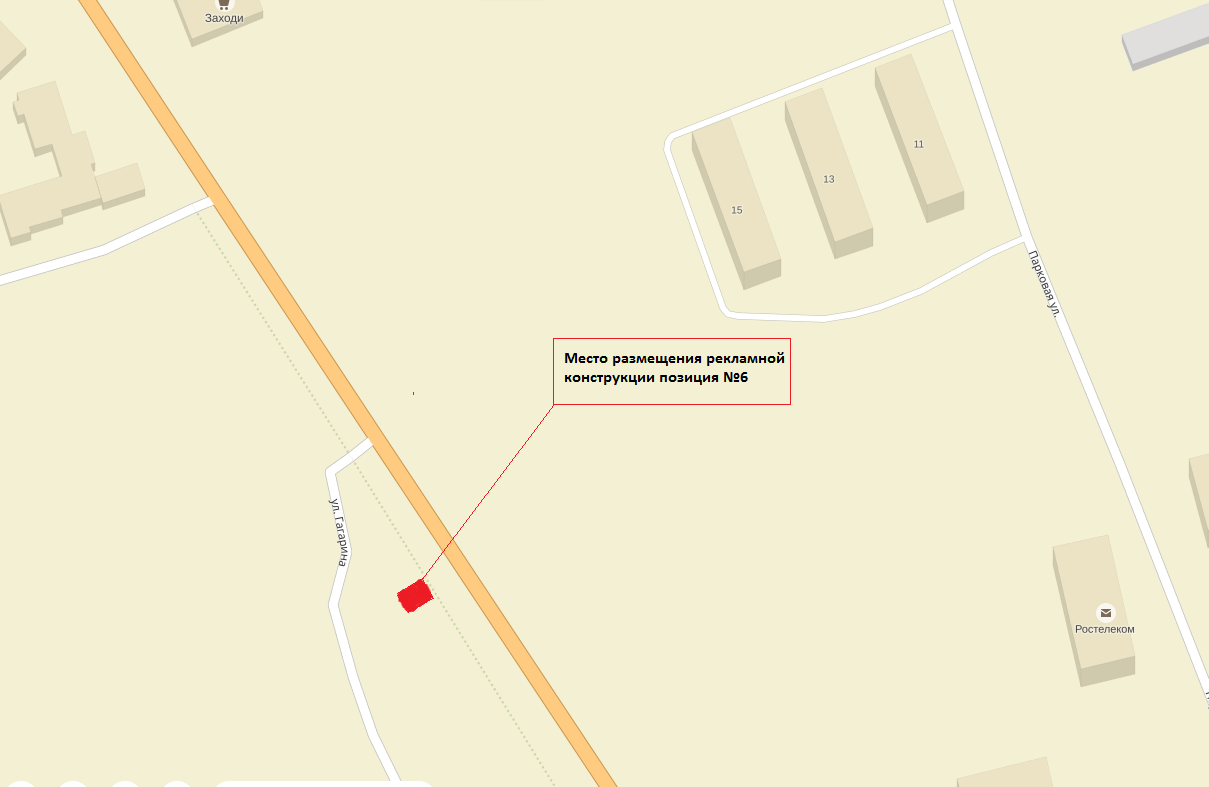 Заходи
11
13
15
Парковая ул.
Место размещения рекламной
конструкции позиция №6
ул. Гагарина
Ростелеком